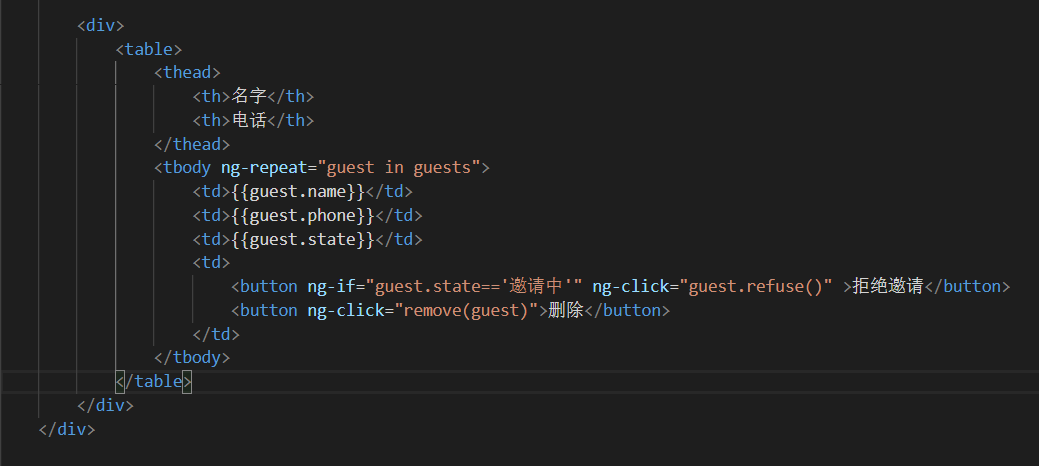 <div>
<table>
<thead>
<th>名字</th>
<th>电话</th>
</thead>
<tbody ng-repeat="guest in guests">
<td>{{guest.name}}</td>
<td>{{guest.phone}}</td>
<td>{{guest.state}}</td>
<td>
<button ng-if="guest.state=='邀请中'" ng-click="guest.refuse()" >拒绝邀请</button>
<button ng-click="remove(guest)">删除</button>
</td>
</tbody>
</table>
</div>
</div>